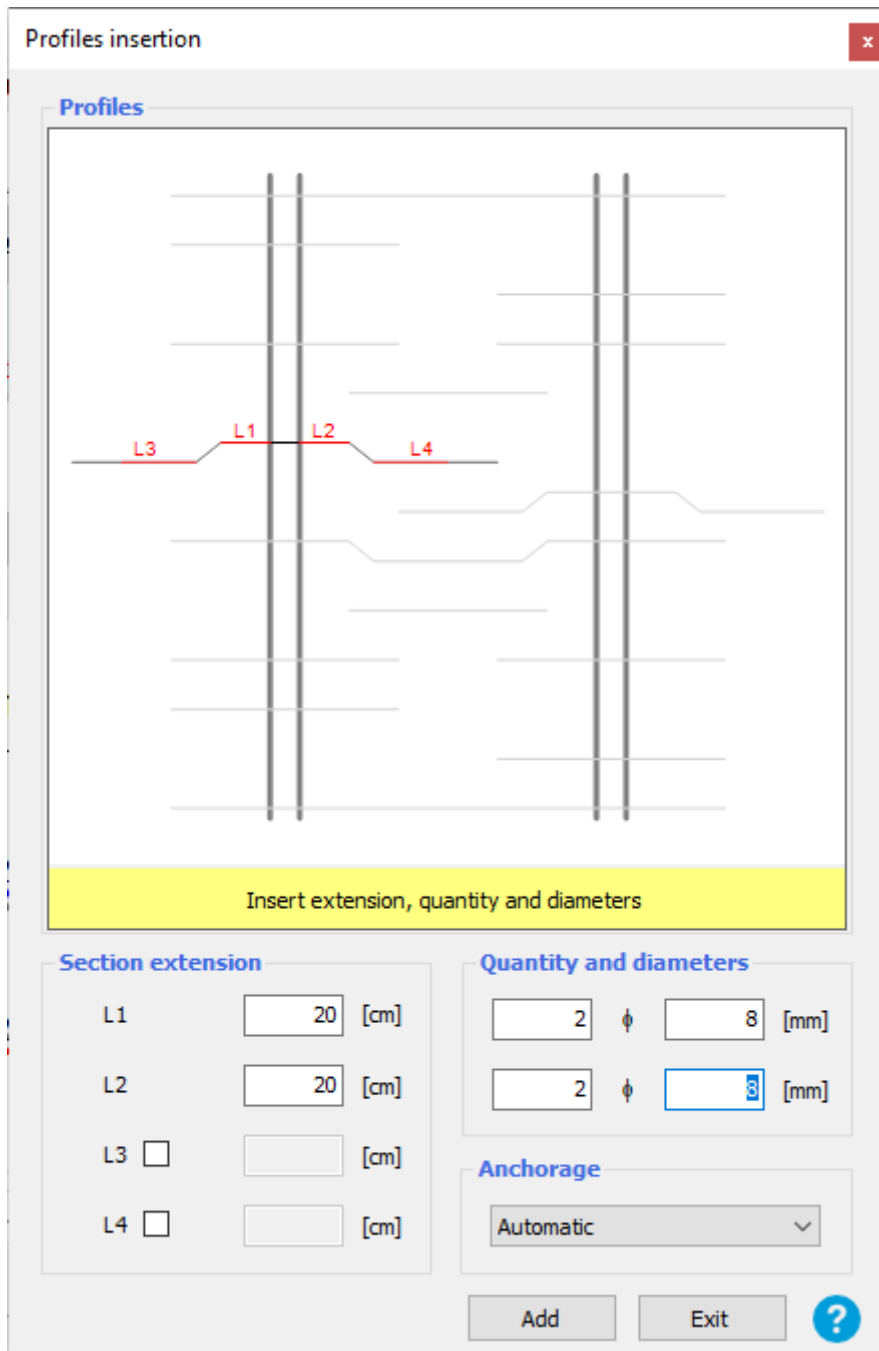 Profiles insertion
x
Profiles
L1 L2
L3 L4
Insert extension, quantity and diameters
Section extension
L1 20 [cm]
L2 20 [cm]
L3 [cm]
L4 [cm]
Quantity and diameters
2 ϕ 8 [mm]
2 ϕ 8 [mm]
Anchorage
Automatic
Add Exit ?